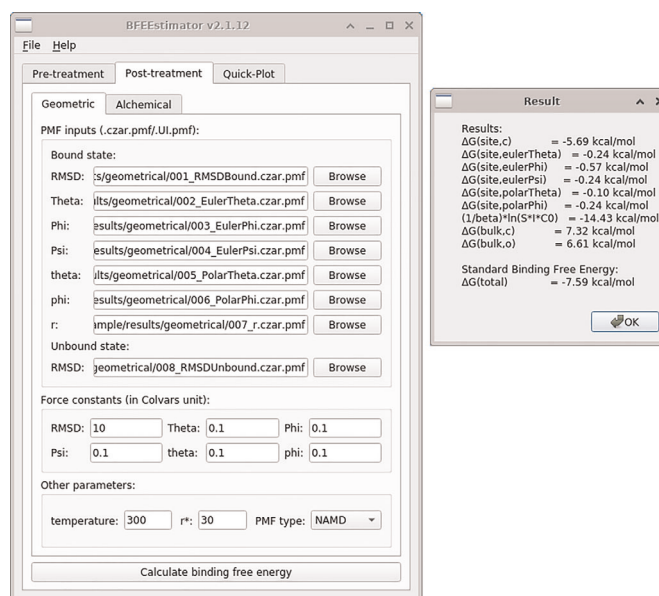 BFEEstimator v2.1.12
File Help
Pre-treatment Post-treatment Quick-Plot
Geometric Alchemical
PMF inputs (.czar.pmf/.UI.pmf):
Bound state:
RMSD: :s/geometrical/001_RMSDBound.czar.pmf Browse
Theta: ılts/geometrical/002_EulerTheta.czar.pmf Browse
Phi: esults/geometrical/003_EulerPhi.czar.pmf Browse
Psi: esults/geometrical/004_EulerPsi.czar.pmf Browse
theta: ılts/geometrical/005_PolarTheta.czar.pmf Browse
phi: esults/geometrical/006_PolarPhi.czar.pmf Browse
r: ımple/results/geometrical/007_r.czar.pmf Browse
Unbound state:
RMSD: geometrical/008_RMSDUnbound.czar.pmf Browse
Force constants (in Colvars unit):
RMSD: 10 Theta: 0.1 Phi: 0.1
Psi: 0.1 theta: 0.1 phi: 0.1
Other parameters:
temperature: 300 r*: 30 PMF type: NAMD
Calculate binding free energy
Result
Results:
ΔG(site,c) = -5.69 kcal/mol
ΔG(site,eulerTheta) = -0.24 kcal/mol
ΔG(site,eulerPhi) = -0.57 kcal/mol
ΔG(site,eulerPsi) = -0.24 kcal/mol
ΔG(site,polarTheta) = -0.10 kcal/mol
ΔG(site,polarPhi) = -0.24 kcal/mol
(1/beta)*ln(S*I*C0) = -14.43 kcal/mol
ΔG(bulk,c) = 7.32 kcal/mol
ΔG(bulk,o) = 6.61 kcal/mol
Standard Binding Free Energy:
ΔG(total) = -7.59 kcal/mol
OK